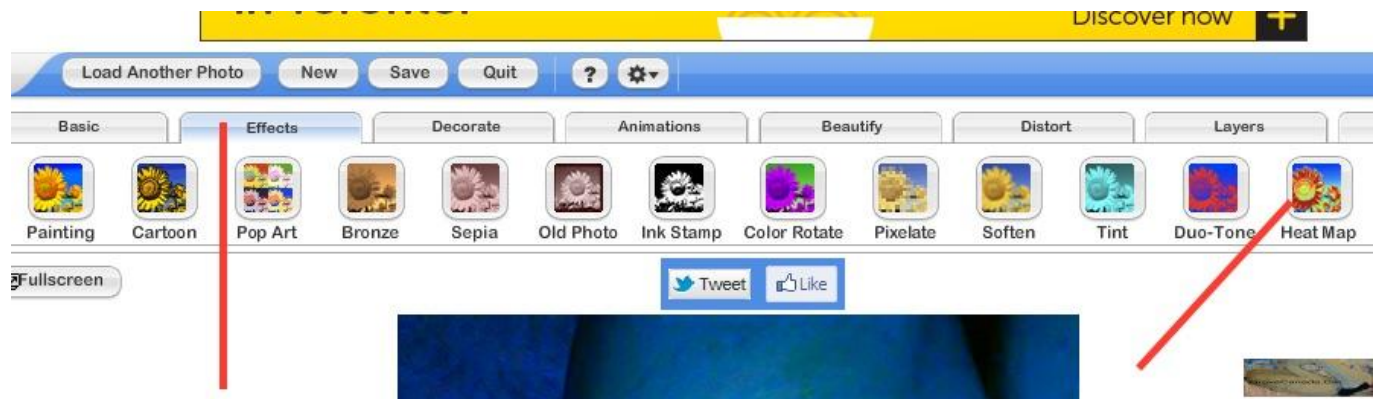 Discover now
Load Another Photo New Save Quit ?
Basic Effects Decorate Animations Beautify Distort Layers
Painting Cartoon Pop Art Bronze Sepia Old Photo Ink Stamp Color Rotate Pixelate Soften Tint Duo-Tone Heat Map
Fullscreen
Tweet Like